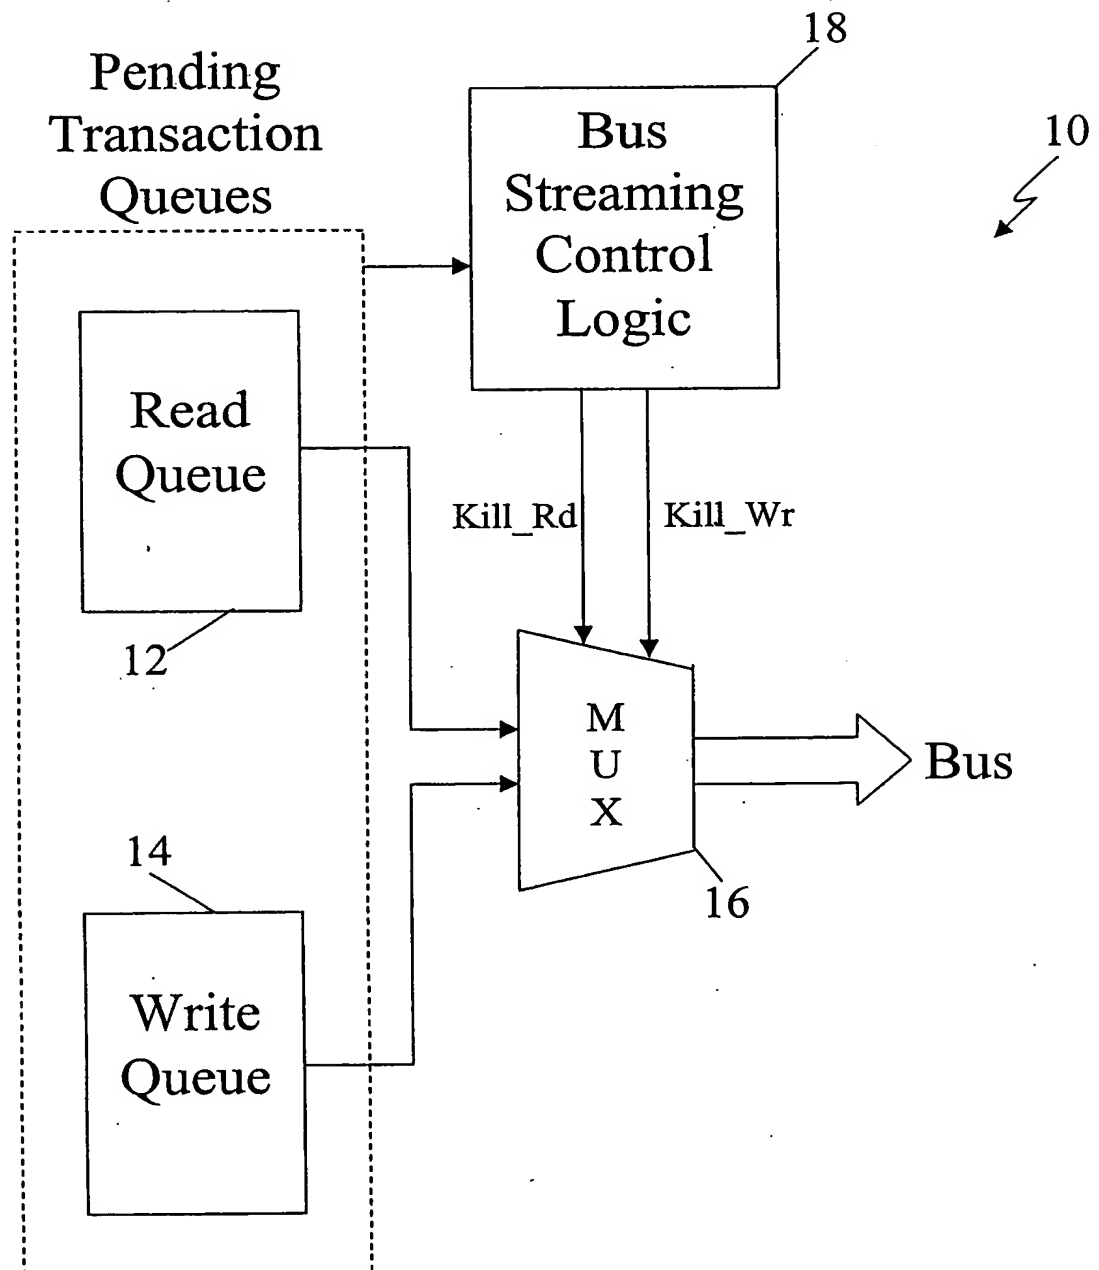 18
Pending
Transaction
Queues
Bus
Streaming
Control
Logic
10
Read
Queue
Kill_Rd
Kill_Wr
12
M
U
X
Bus
14
16
Write
Queue